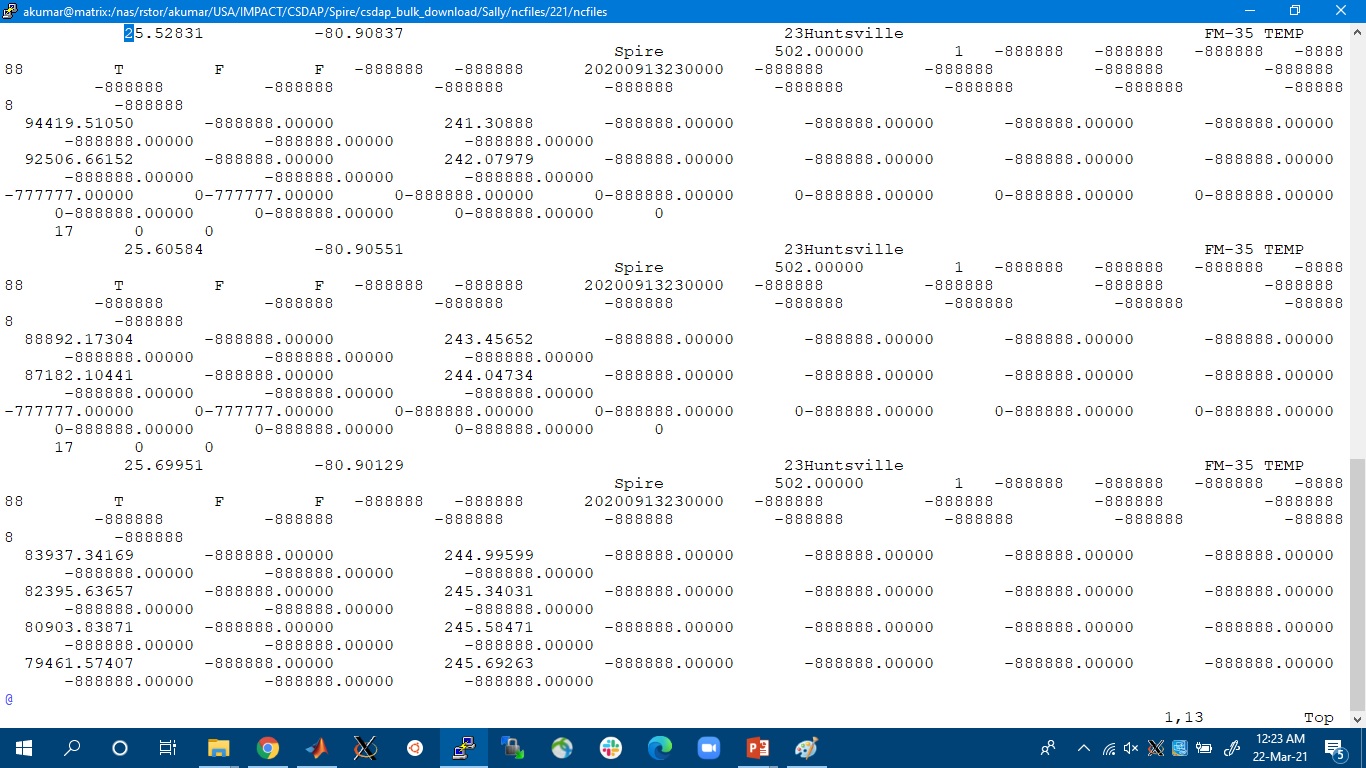 akumar@matrix:/nas/rstor/akumar/USA/IMPACT/CSDAP/Spire/csdap_bulk_download/Sally/ncfiles/221/ncfiles
25.52831 -80.90837 23Huntsville FM-35 TEMP
Spire 502.00000 1 -888888 -888888 -888888 -8888
88 T F F -888888 -888888 20200913230000 -888888 -888888 -888888 -888888
-888888 -888888 -888888 -888888 -888888 -888888 -888888 -88888
8 -888888
94419.51050 -888888.00000 241.30888 -888888.00000 -888888.00000 -888888.00000 -888888.00000
-888888.00000 -888888.00000 -888888.00000
92506.66152 -888888.00000 242.07979 -888888.00000 -888888.00000 -888888.00000 -888888.00000
-888888.00000 -888888.00000 -888888.00000
-777777.00000 0-777777.00000 0-888888.00000 0-888888.00000 0-888888.00000 0-888888.00000 0-888888.00000
0-888888.00000 0-888888.00000 0-888888.00000 0
17 0 0
25.60584 -80.90551 23Huntsville FM-35 TEMP
Spire 502.00000 1 -888888 -888888 -888888 -8888
88 T F F -888888 -888888 20200913230000 -888888 -888888 -888888 -888888
-888888 -888888 -888888 -888888 -888888 -888888 -888888 -88888
8 -888888
88892.17304 -888888.00000 243.45652 -888888.00000 -888888.00000 -888888.00000 -888888.00000
-888888.00000 -888888.00000 -888888.00000
87182.10441 -888888.00000 244.04734 -888888.00000 -888888.00000 -888888.00000 -888888.00000
-888888.00000 -888888.00000 -888888.00000
-777777.00000 0-777777.00000 0-888888.00000 0-888888.00000 0-888888.00000 0-888888.00000 0-888888.00000
0-888888.00000 0-888888.00000 0-888888.00000 0
17 0 0
25.69951 -80.90129 23Huntsville FM-35 TEMP
Spire 502.00000 1 -888888 -888888 -888888 -8888
88 T F F -888888 -888888 20200913230000 -888888 -888888 -888888 -888888
-888888 -888888 -888888 -888888 -888888 -888888 -888888 -88888
8 -888888
83937.34169 -888888.00000 244.99599 -888888.00000 -888888.00000 -888888.00000 -888888.00000
-888888.00000 -888888.00000 -888888.00000
82395.63657 -888888.00000 245.34031 -888888.00000 -888888.00000 -888888.00000 -888888.00000
-888888.00000 -888888.00000 -888888.00000
80903.83871 -888888.00000 245.58471 -888888.00000 -888888.00000 -888888.00000 -888888.00000
-888888.00000 -888888.00000 -888888.00000
79461.57407 -888888.00000 245.69263 -888888.00000 -888888.00000 -888888.00000 -888888.00000
-888888.00000 -888888.00000 -888888.00000
@
1,13 Top
12:23 AM
22-Mar-21
5